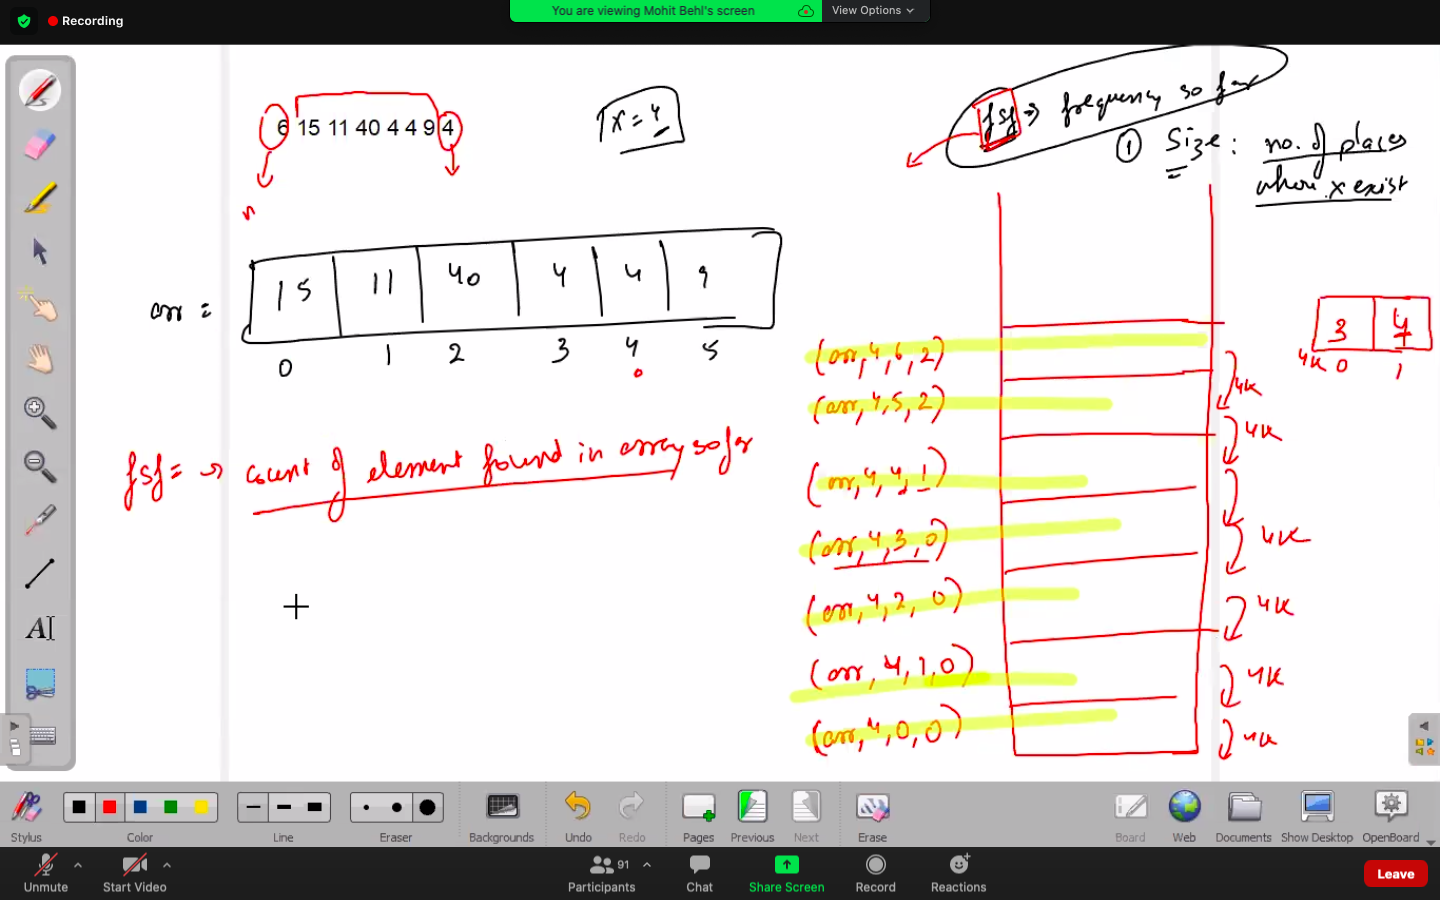 Recording
You are viewing Mohit Behl's screen
View Options
6 15 11 40 4 4 9 4
n
x = 4
fsf => frequency so far
① Size : no. of places
where x exist
arr =
15 11 40 4 4 9
0 1 2 3 4 5
fsf = -> count of element found in array so far
(arr, 4, 6, 2)
(arr, 4, 5, 2)
(arr, 4, 4, 1)
(arr, 4, 3, 0)
(arr, 4, 2, 0)
(arr, 4, 1, 0)
(arr, 4, 0, 0)
3 4
4K 0 1
4K
4K
4K
4K
4K
4K
Stylus
Color
Line
Eraser
Backgrounds
Undo
Redo
Pages
Previous
Next
Erase
Board
Web
Documents
Show Desktop
OpenBoard
Unmute
Start Video
91
Participants
Chat
Share Screen
Record
Reactions
Leave